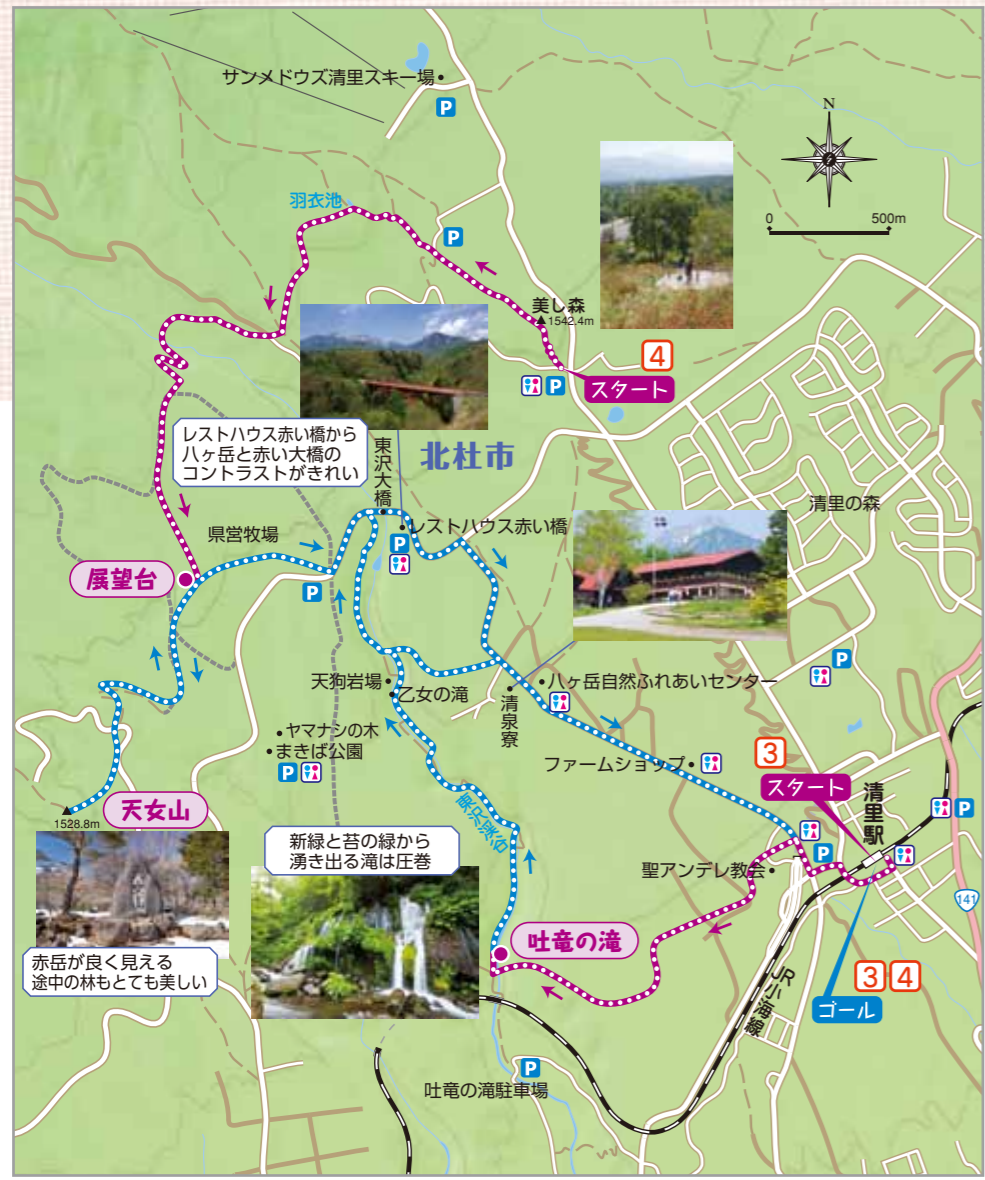 サンメドウズ清里スキー場
P
N
0
500m
羽衣池
P
美し森
1542.4m
4
スタート
P
レストハウス赤い橋から
八ヶ岳と赤い大橋の
コントラストがきれい
東沢大橋
北杜市
清里の森
レストハウス赤い橋
P
県営牧場
展望台
P
天狗岩場
乙女の滝
清泉寮
八ヶ岳自然ふれあいセンター
P
ヤマナシの木
まきば公園
P
ファームショップ
3
スタート
清里駅
P
天女山
1528.8m
東沢渓谷
新緑と苔の緑から
湧き出る滝は圧巻
聖アンデレ教会
P
141
吐竜の滝
赤岳が良く見える
途中の林もとても美しい
JR小海線
3 4
ゴール
P
吐竜の滝駐車場